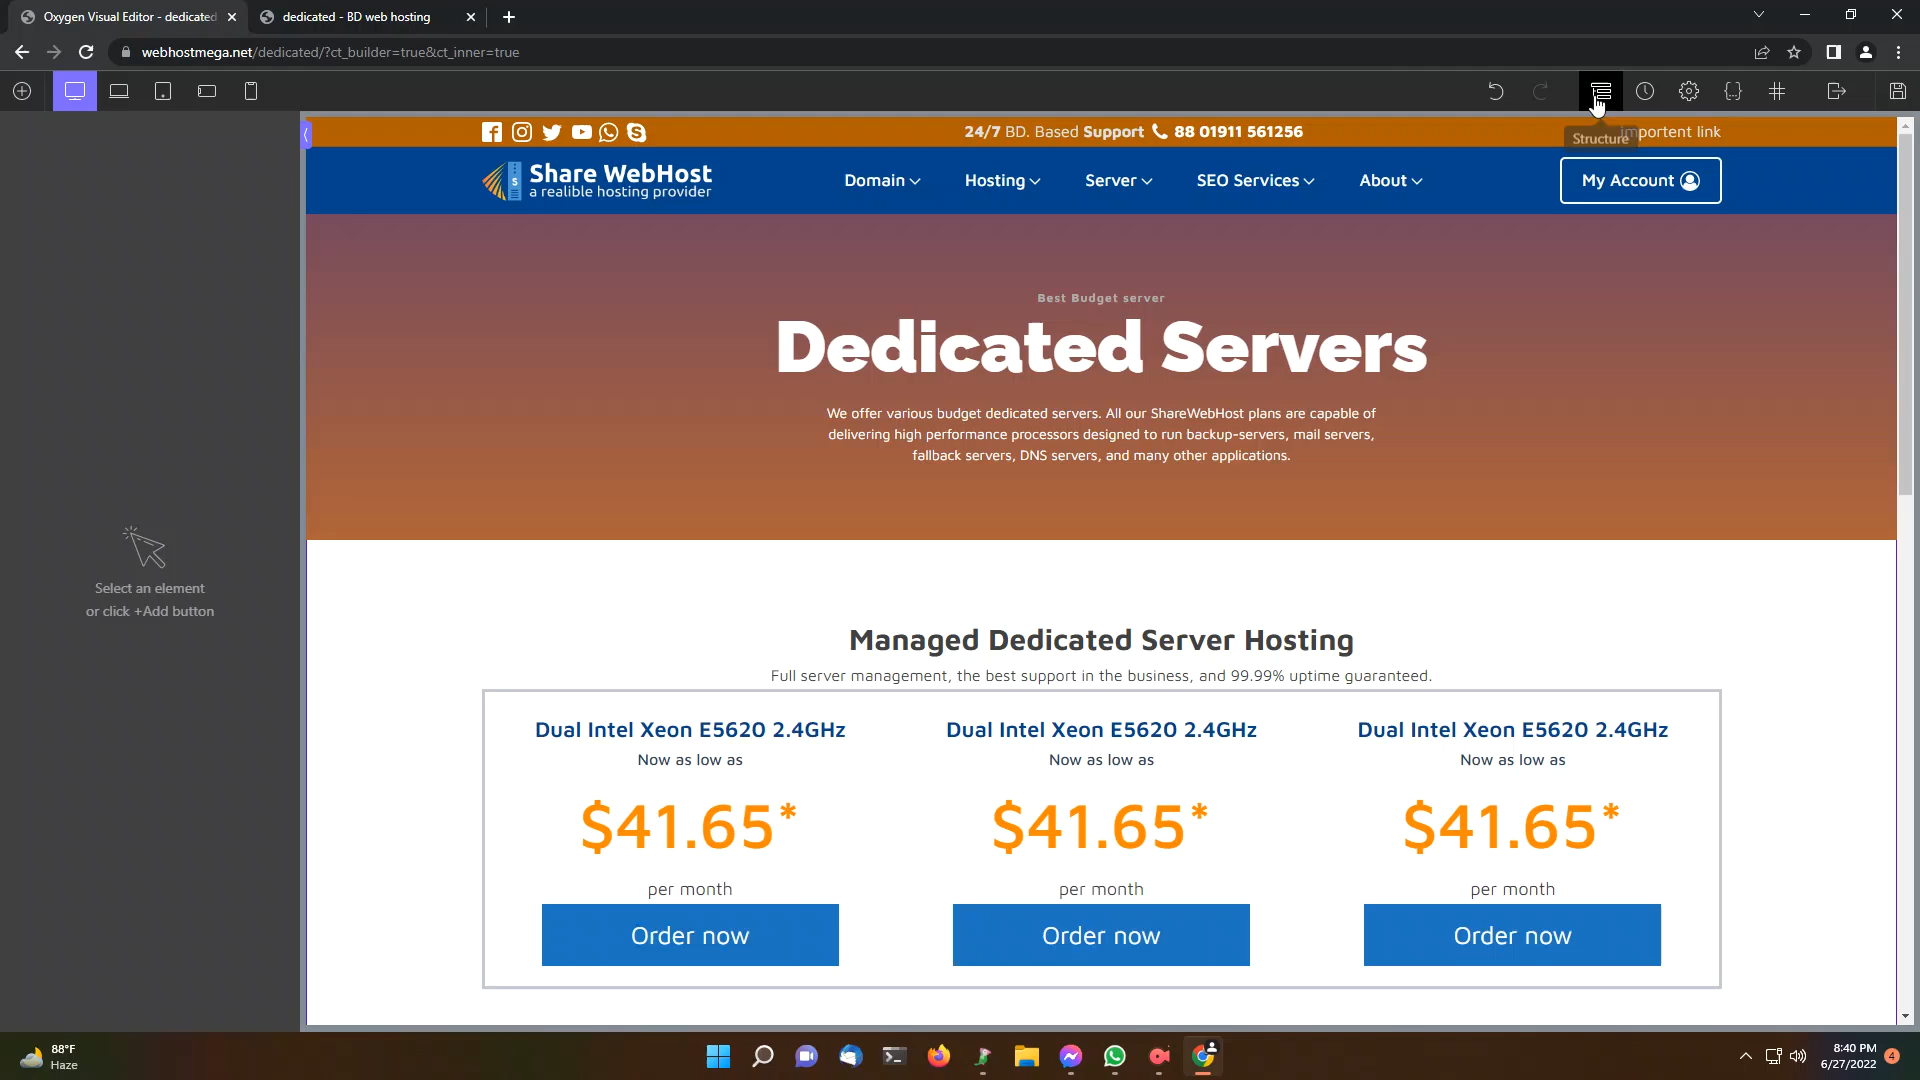 Oxygen Visual Editor - dedicated
dedicated - BD web hosting
webhostmega.net/dedicated/?ct_builder=true&ct_inner=true
24/7 BD. Based Support 88 01911 561256
importent link
Structure
Share WebHost
a realible hosting provider
Domain
Hosting
Server
SEO Services
About
My Account
Best Budget server
Dedicated Servers
We offer various budget dedicated servers. All our ShareWebHost plans are capable of
delivering high performance processors designed to run backup-servers, mail servers,
fallback servers, DNS servers, and many other applications.
Select an element
or click +Add button
Managed Dedicated Server Hosting
Full server management, the best support in the business, and 99.99% uptime guaranteed.
Dual Intel Xeon E5620 2.4GHz
Now as low as
$41.65*
per month
Order now
Dual Intel Xeon E5620 2.4GHz
Now as low as
$41.65*
per month
Order now
Dual Intel Xeon E5620 2.4GHz
Now as low as
$41.65*
per month
Order now
88°F
Haze
8:40 PM
6/27/2022
4